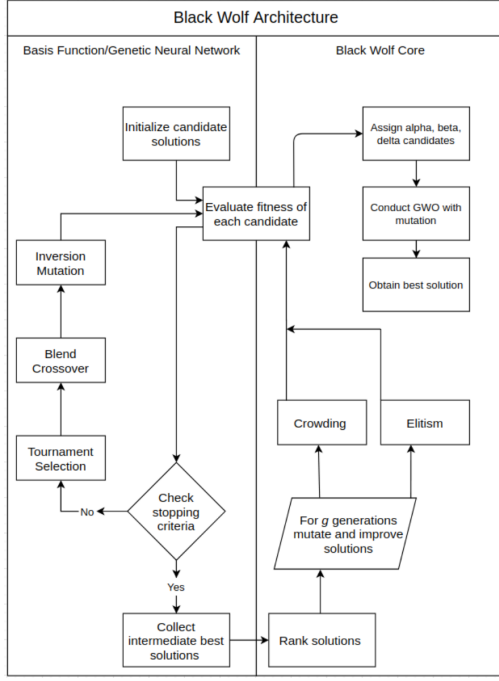 Black Wolf Architecture
Basis Function/Genetic Neural Network
Black Wolf Core
Initialize candidate
solutions
Assign alpha, beta,
delta candidates
Evaluate fitness of
each candidate
Conduct GWO with
mutation
Inversion
Mutation
Obtain best solution
Blend
Crossover
Crowding
Elitism
Tournament
Selection
Check
stopping
criteria
No
For g generations
mutate and improve
solutions
Yes
Collect
intermediate best
solutions
Rank solutions